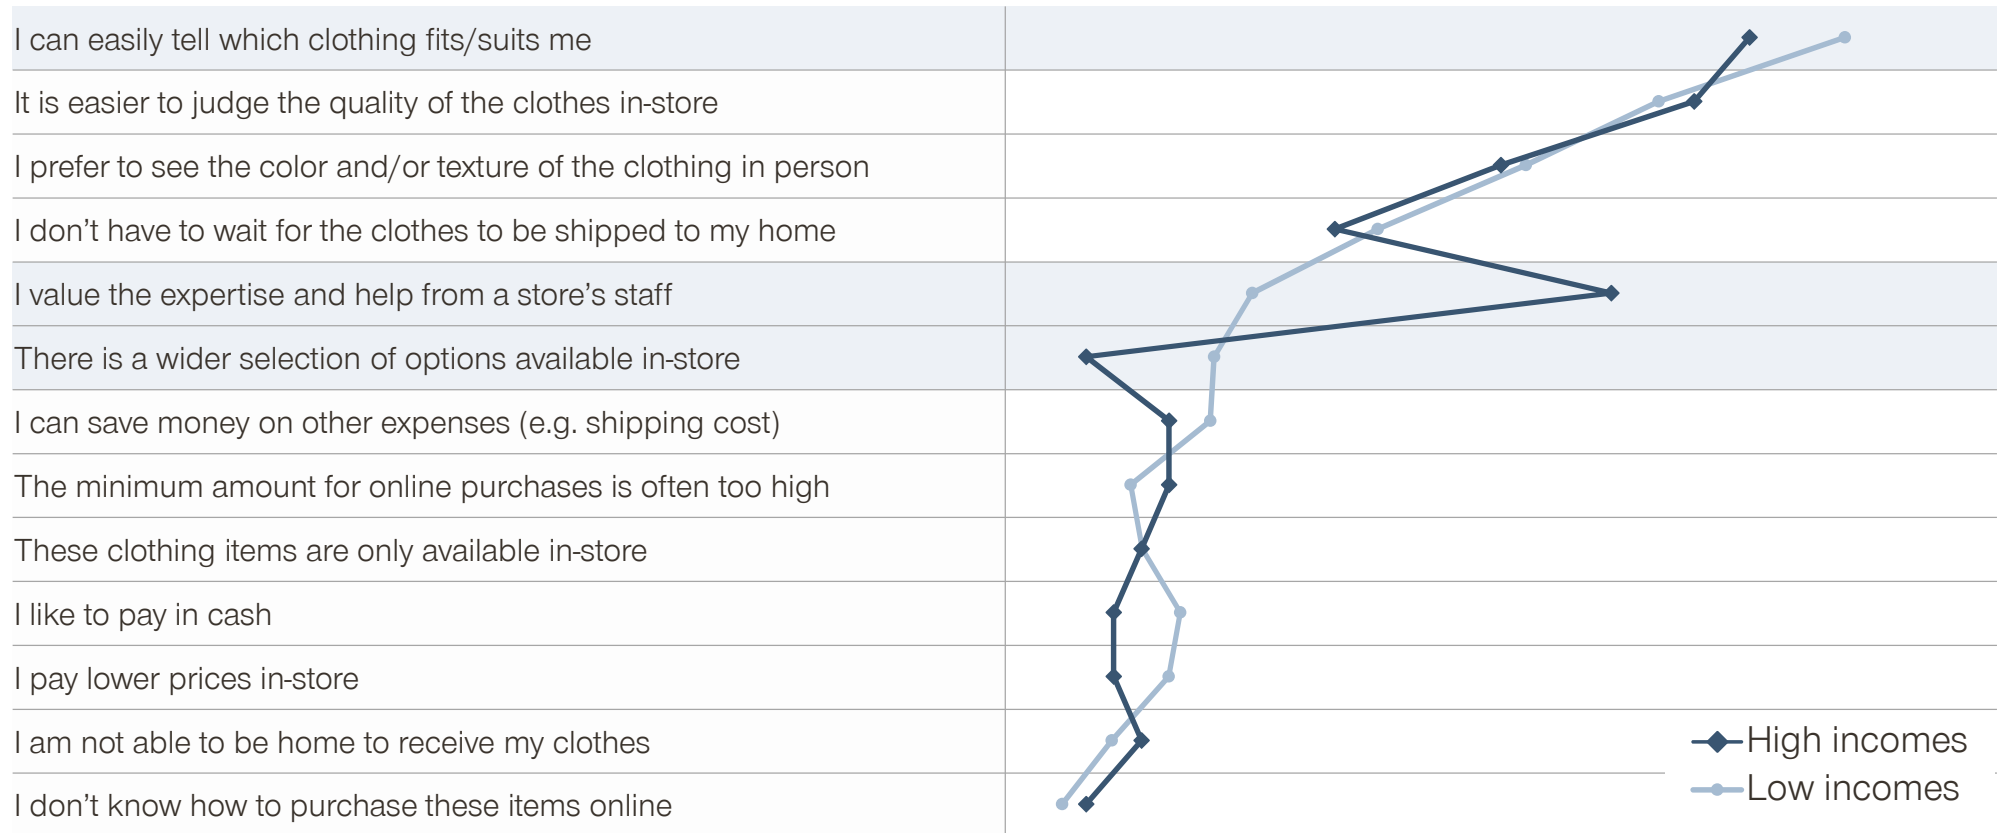 I can easily tell which clothing fits/suits me
It is easier to judge the quality of the clothes in-store
I prefer to see the color and/or texture of the clothing in person
I don’t have to wait for the clothes to be shipped to my home
I value the expertise and help from a store’s staff
There is a wider selection of options available in-store
I can save money on other expenses (e.g. shipping cost)
The minimum amount for online purchases is often too high
These clothing items are only available in-store
I like to pay in cash
I pay lower prices in-store
I am not able to be home to receive my clothes
I don’t know how to purchase these items online
High incomes
Low incomes